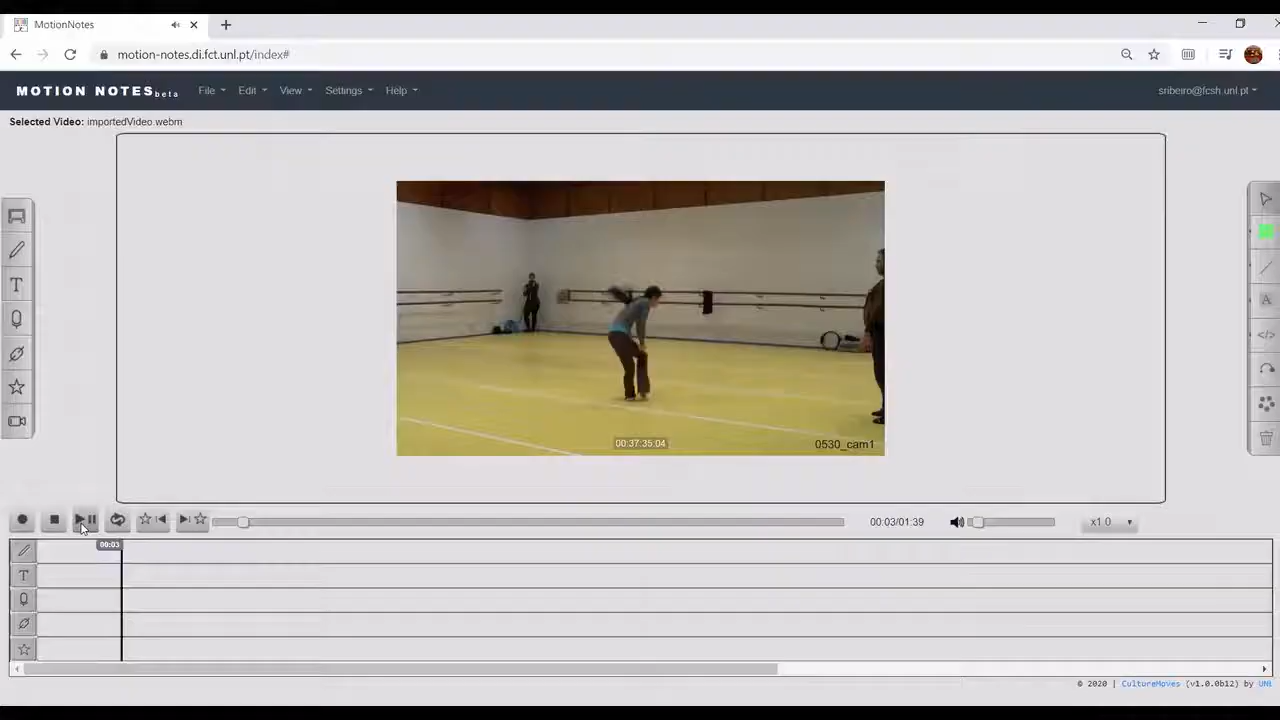 MotionNotes
motion-notes.di.fct.unl.pt/index#
MOTION NOTES beta File Edit View Settings Help sribeiro@fcsh.unl.pt
Selected Video: importedVideo.webm
T
A
</>
00:37:35:04
0530_cam1
00:03/01:39
x1.0
00:03
T
© 2020 | CultureMoves (v1.0.0b12) by UNL